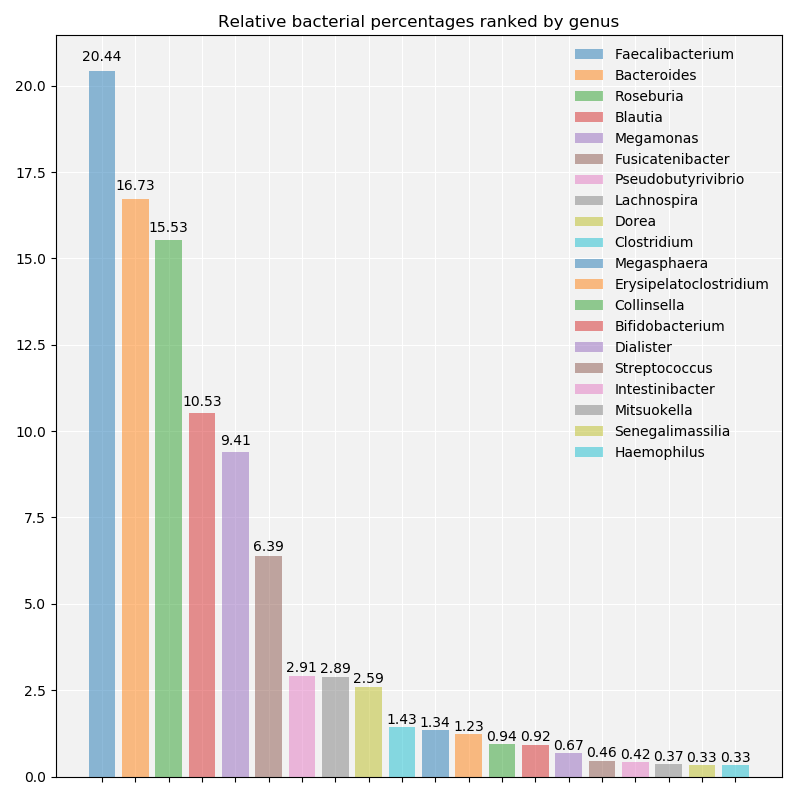 Relative bacterial percentages ranked by genus
20.44
16.73
15.53
10.53
9.41
6.39
2.91
2.89
2.59
1.43
1.34
1.23
0.94
0.92
0.67
0.46
0.42
0.37
0.33
0.33
Faecalibacterium
Bacteroides
Roseburia
Blautia
Megamonas
Fusicatenibacter
Pseudobutyrivibrio
Lachnospira
Dorea
Clostridium
Megasphaera
Erysipelatoclostridium
Collinsella
Bifidobacterium
Dialister
Streptococcus
Intestinibacter
Mitsuokella
Senegalimassilia
Haemophilus
20.0
17.5
15.0
12.5
10.0
7.5
5.0
2.5
0.0